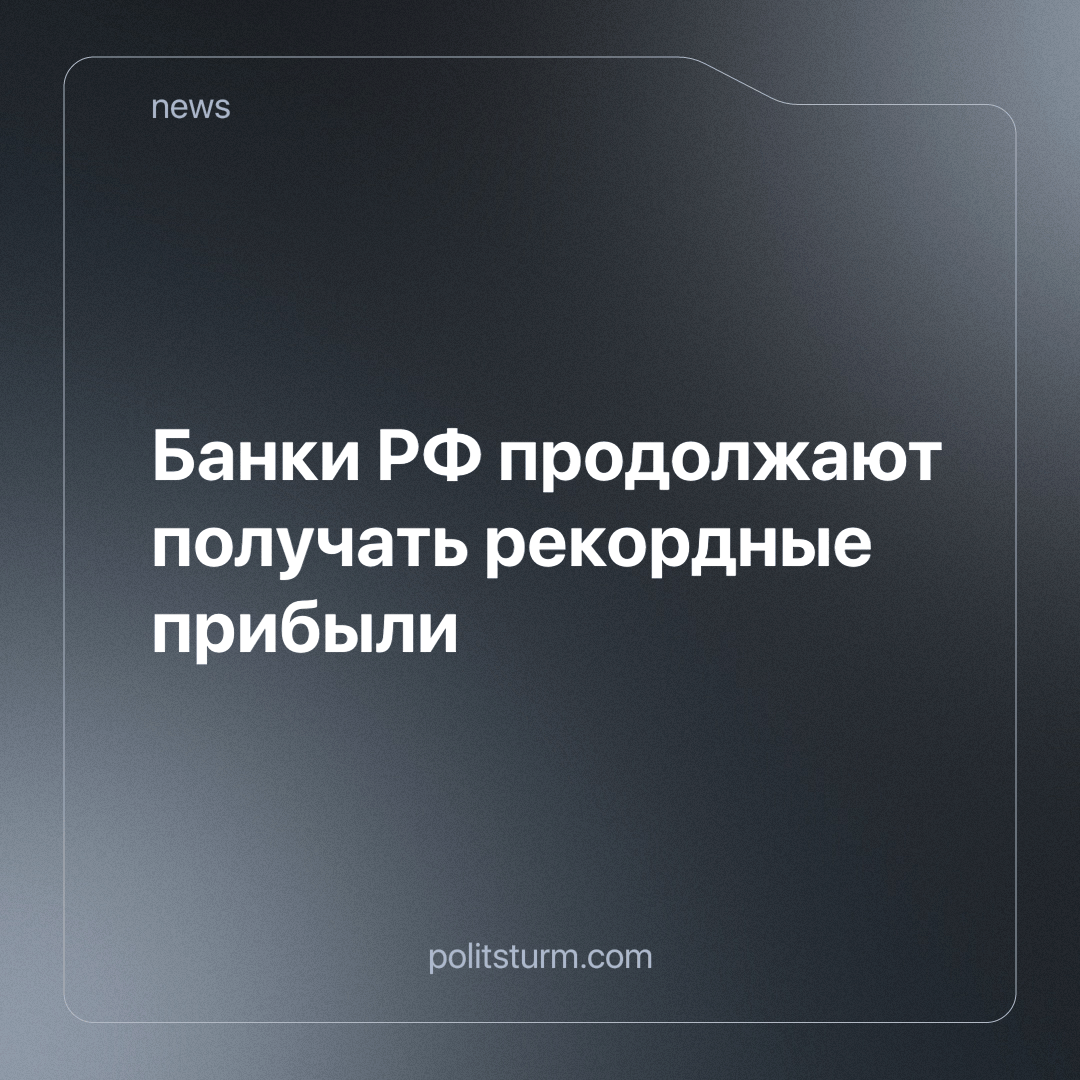 news
Банки РФ продолжают
получать рекордные
прибыли
politsturm.com